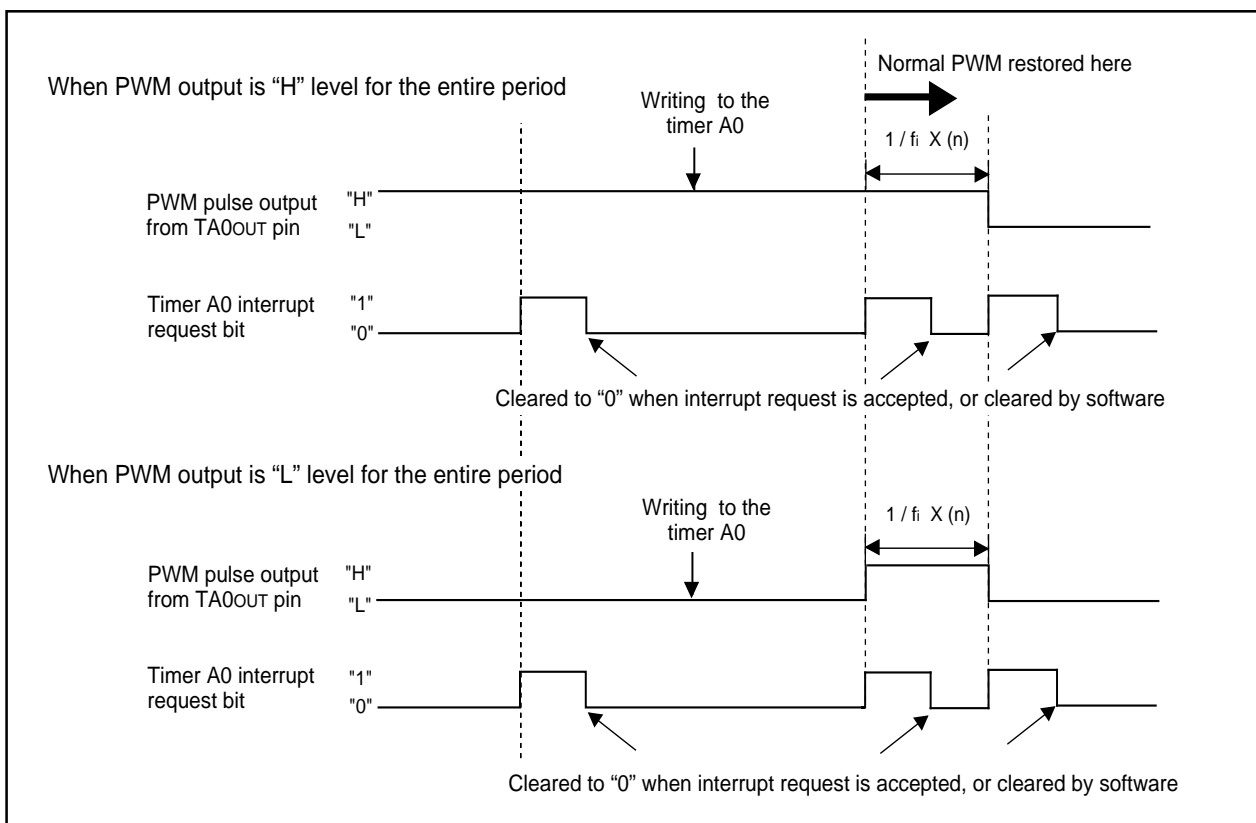 When PWM output is “H” level for the entire period
Normal PWM restored here
Writing to the
timer A0
1 / fi X (n)
PWM pulse output
from TA0OUT pin
"H"
"L"
Timer A0 interrupt
request bit
"1"
"0"
Cleared to “0” when interrupt request is accepted, or cleared by software
When PWM output is “L” level for the entire period
Writing to the
timer A0
1 / fi X (n)
PWM pulse output
from TA0OUT pin
"H"
"L"
Timer A0 interrupt
request bit
"1"
"0"
Cleared to “0” when interrupt request is accepted, or cleared by software